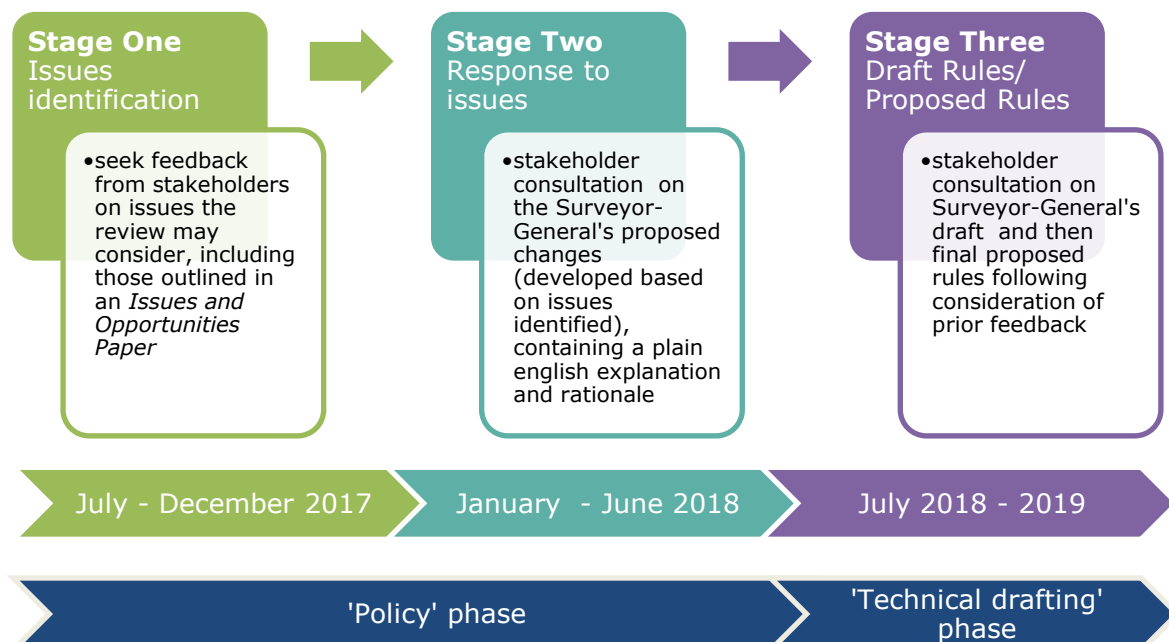 Stage One
Issues
identification
•seek feedback
from stakeholders
on issues the
review may
consider, including
those outlined in
an Issues and
Opportunities
Paper
Stage Two
Response to
issues
•stakeholder
consultation  on
the Surveyor-
General's proposed
changes
(developed based
on issues
identified),
containing a plain
english explanation
and rationale
Stage Three
Draft Rules/
Proposed Rules
•stakeholder
consultation on
Surveyor-General's
draft  and then
final proposed
rules following
consideration of
prior feedback
July - December 2017
January  - June 2018
July 2018 - 2019
'Policy' phase
'Technical drafting'
phase